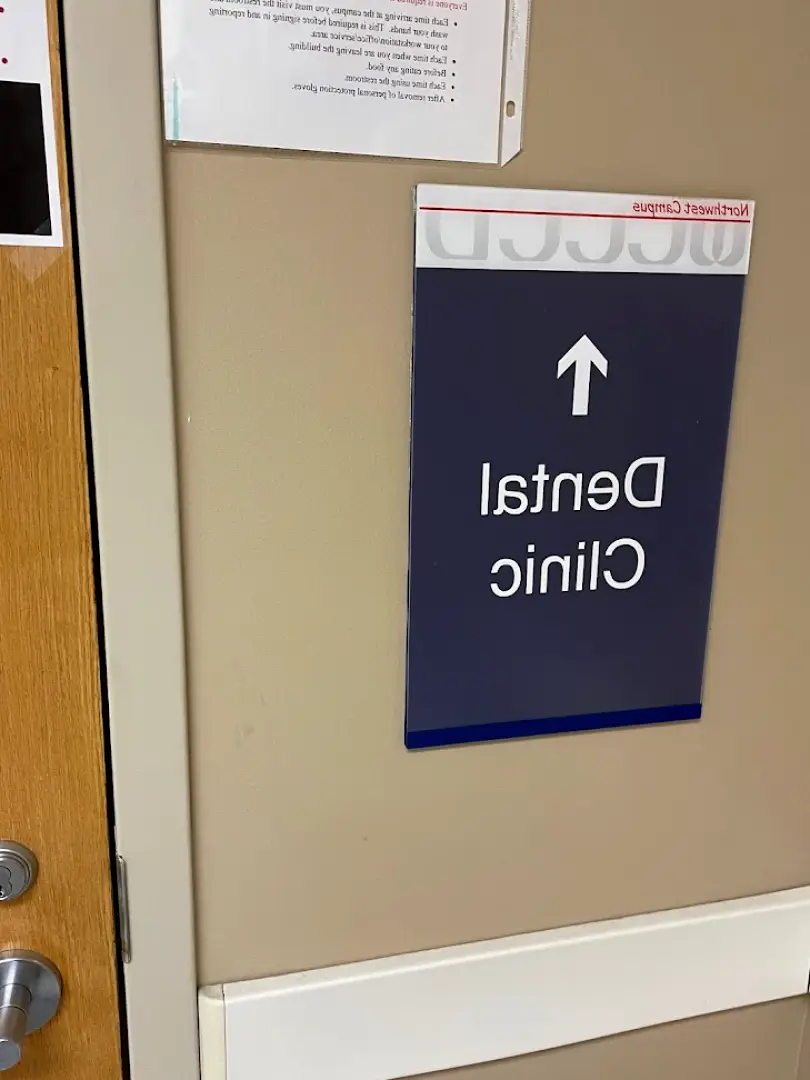 Each time arriving at the campus, you must visit the restroom and
wash your hands. This is required before signing in and reporting
to your workstation/office/service area.
Each time when you are leaving the building.
Before eating any food.
Each time using the restroom.
After removal of personal protection gloves.
Northwest Campus
WCCCD
Dental
Clinic